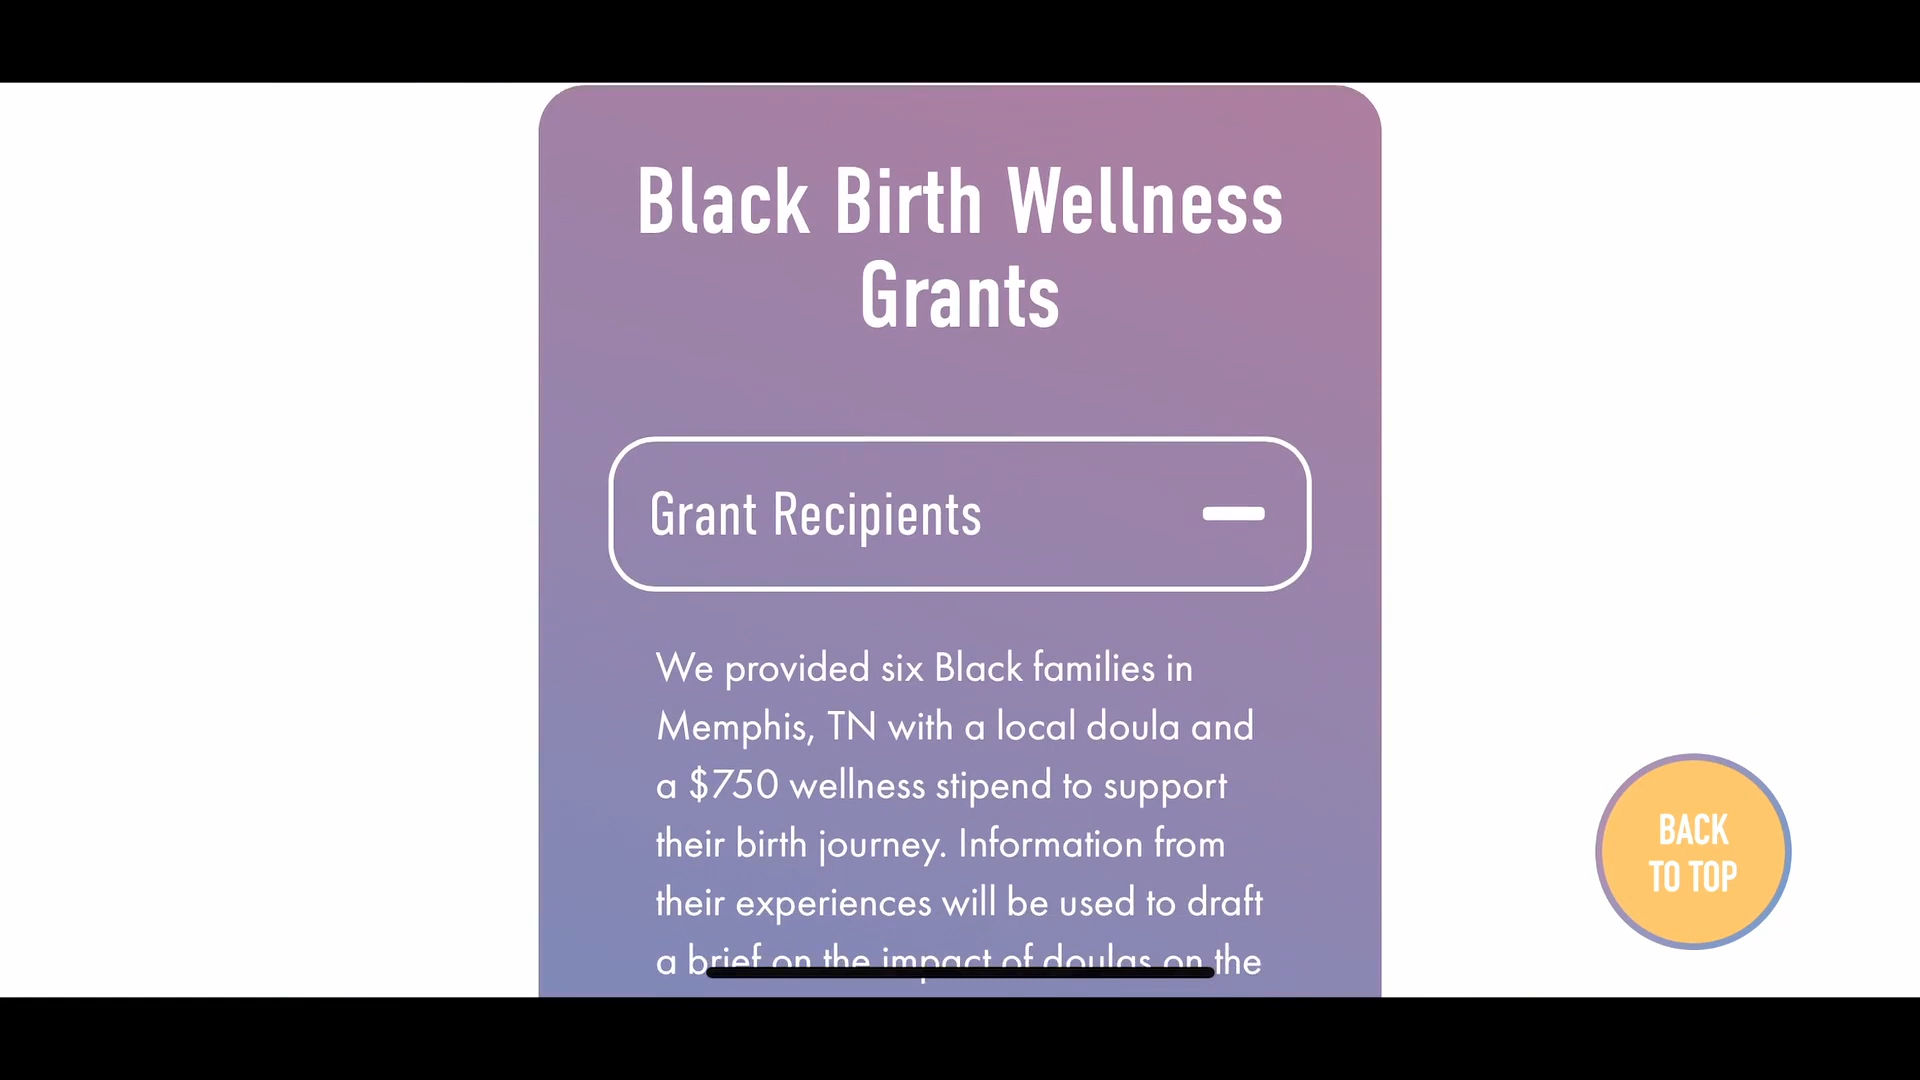 Black Birth Wellness
Grants
Grant Recipients
We provided six Black families in
Memphis, TN with a local doula and
a $750 wellness stipend to support
their birth journey. Information from
their experiences will be used to draft
a brief on the impact of doulas on the
BACK
TO TOP